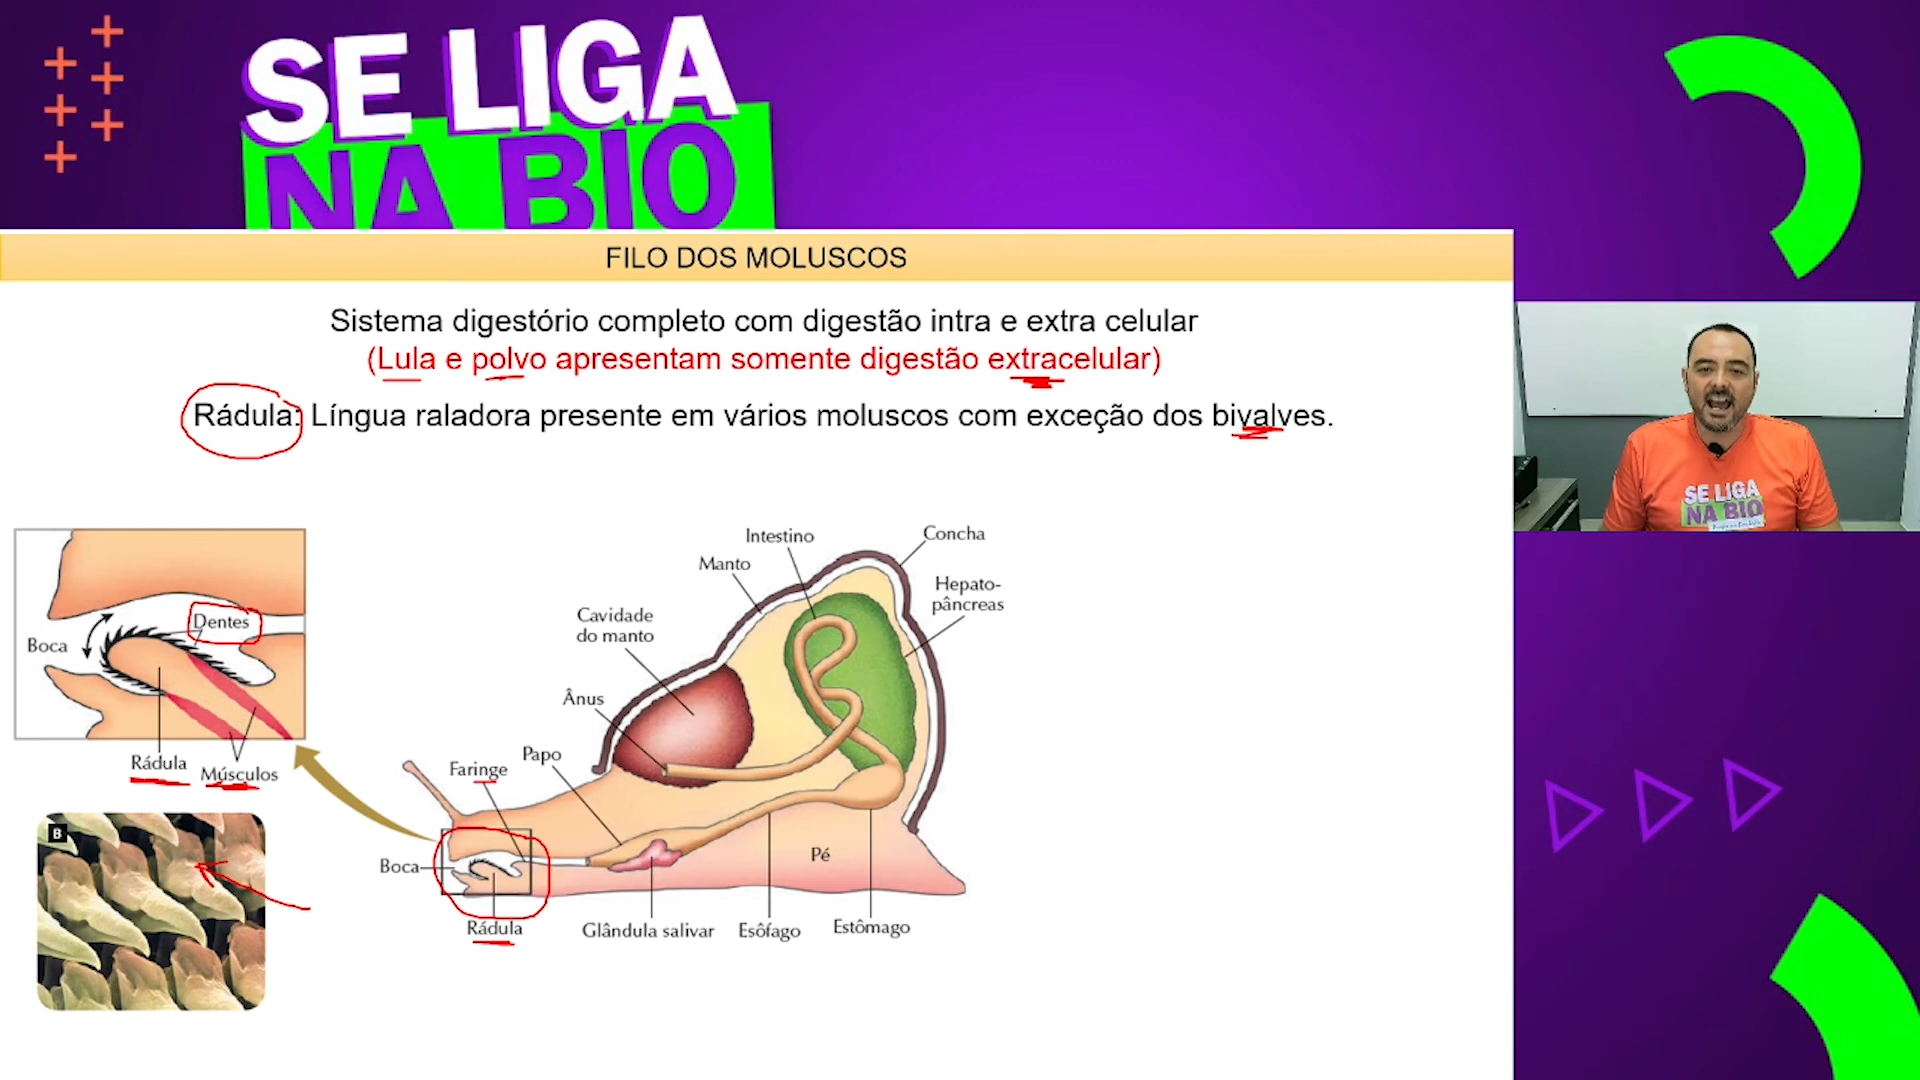 SE LIGA
NA BIO
FILO DOS MOLUSCOS
Sistema digestório completo com digestão intra e extra celular
(Lula e polvo apresentam somente digestão extracelular)
Rádula: Língua raladora presente em vários moluscos com exceção dos bivalves.
SE LIGA
NA BIO
Boca
Dentes
Rádula
Músculos
B
Intestino
Concha
Manto
Hepato-
pâncreas
Cavidade
do manto
Ânus
Papo
Faringe
Boca
Pé
Rádula
Glândula salivar
Esôfago
Estômago